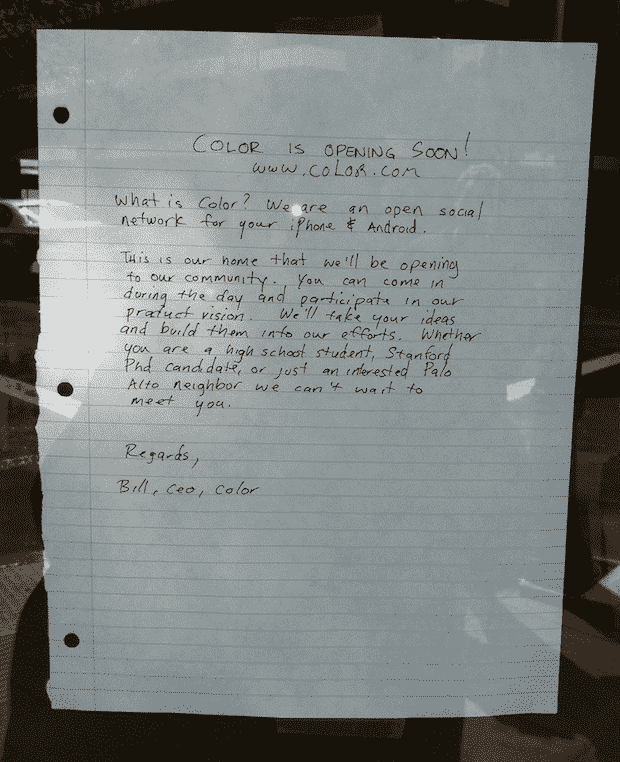 COLOR IS OPENING SOON!
www.COLOR.com
What is Color? We are an open social
network for your iPhone & Android.
This is our home that we'll be opening
to our community. You can come in
during the day and participate in our
product vision. We'll take your ideas
and build them into our efforts. Whether
you are a high school student, Stanford
Phd candidate, or just an interested Palo
Alto neighbor we can't wait to
meet you.
Regards,
Bill, CEO, Color